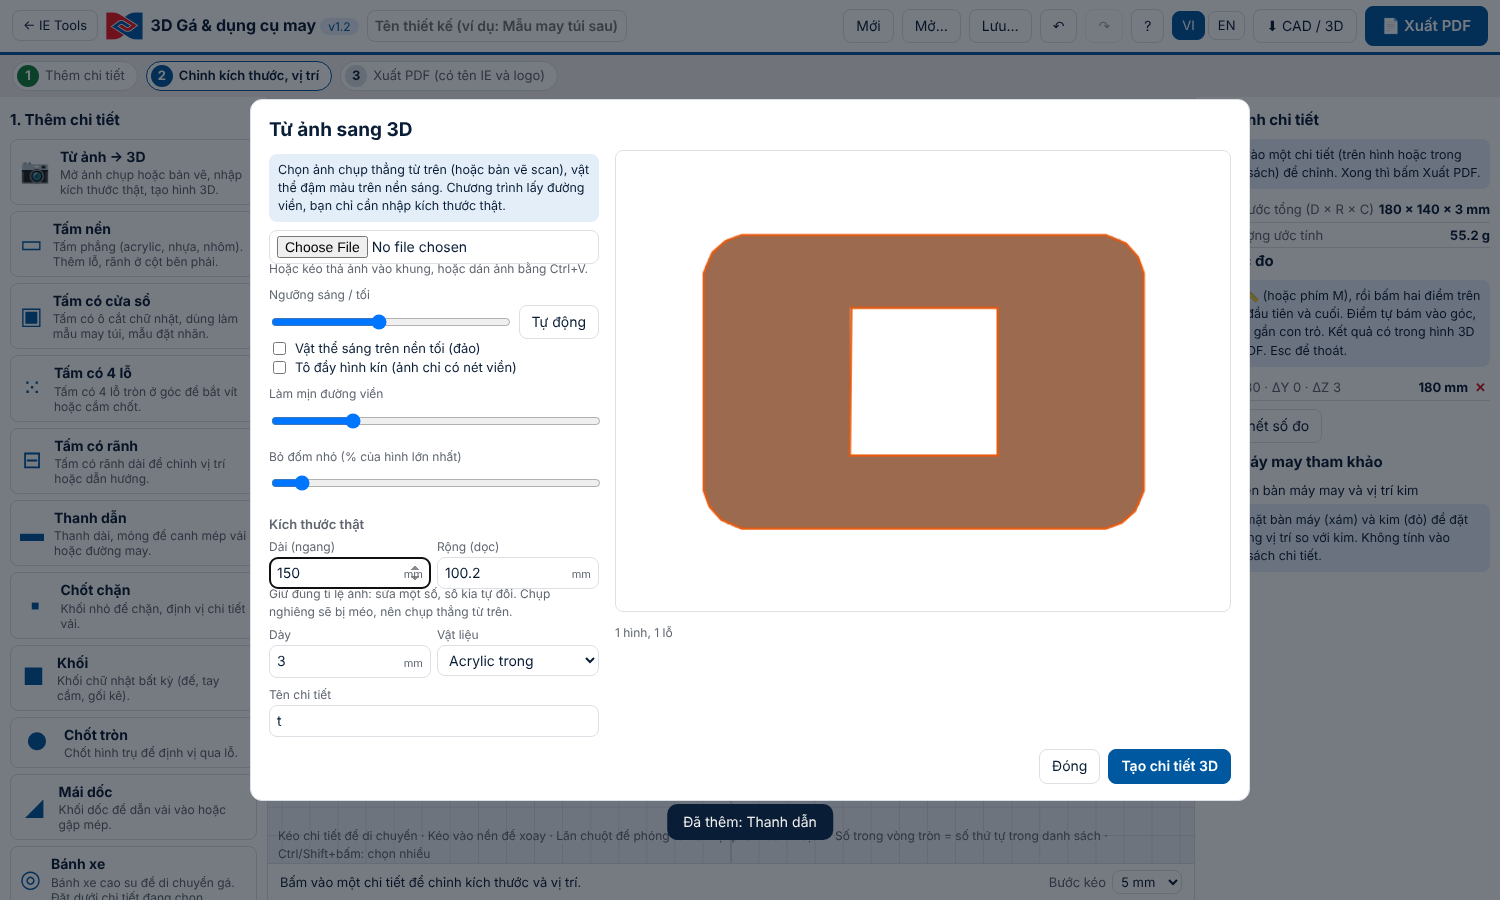 ← IE Tools
3D Gá & dụng cụ may v1.2
Tên thiết kế (ví dụ: Mẫu may túi sau)
Mới
Mở...
Lưu...
↶
↷
?
VI
EN
⬇ CAD / 3D
📄 Xuất PDF
1 Thêm chi tiết
2 Chỉnh kích thước, vị trí
3 Xuất PDF (có tên IE và logo)
1. Thêm chi tiết
Từ ảnh → 3D
Mở ảnh chụp hoặc bản vẽ, nhập
kích thước thật, tạo hình 3D.
Tấm nền
Tấm phẳng (acrylic, nhựa, nhôm).
Thêm lỗ, rãnh ở cột bên phải.
Tấm có cửa sổ
Tấm có ô cắt chữ nhật, dùng làm
mẫu may túi, mẫu đặt nhãn.
Tấm có 4 lỗ
Tấm có 4 lỗ tròn ở góc để bắt vít
hoặc cắm chốt.
Tấm có rãnh
Tấm có rãnh dài để chỉnh vị trí
hoặc dẫn hướng.
Thanh dẫn
Thanh dài, mỏng để canh mép vải
hoặc đường may.
Chốt chặn
Khối nhỏ để chặn, định vị chi tiết
vải.
Khối
Khối chữ nhật bất kỳ (đế, tay
cầm, gối kê).
Chốt tròn
Chốt hình trụ để định vị qua lỗ.
Mái dốc
Khối dốc để dẫn vải vào hoặc
gập mép.
Bánh xe
Bánh xe cao su để di chuyển gá.
Đặt dưới chi tiết đang chọn
Từ ảnh sang 3D
Chọn ảnh chụp thẳng từ trên (hoặc bản vẽ scan), vật
thể đậm màu trên nền sáng. Chương trình lấy đường
viền, bạn chỉ cần nhập kích thước thật.
Choose File No file chosen
Hoặc kéo thả ảnh vào khung, hoặc dán ảnh bằng Ctrl+V.
Ngưỡng sáng / tối
Tự động
Vật thể sáng trên nền tối (đảo)
Tô đầy hình kín (ảnh chỉ có nét viền)
Làm mịn đường viền
Bỏ đốm nhỏ (% của hình lớn nhất)
Kích thước thật
Dài (ngang)
Rộng (dọc)
150 mm
100.2 mm
Giữ đúng tỉ lệ ảnh: sửa một số, số kia tự đổi. Chụp
nghiêng sẽ bị méo, nên chụp thẳng từ trên.
Dày
Vật liệu
3 mm
Acrylic trong
Tên chi tiết
t
1 hình, 1 lỗ
Đóng
Tạo chi tiết 3D
nh chi tiết
ào một chi tiết (trên hình hoặc trong
sách) để chỉnh. Xong thì bấm Xuất PDF.
ước tổng (D × R × C) 180 × 140 × 3 mm
ng ước tính 55.2 g
đo
(hoặc phím M), rồi bấm hai điểm trên
đầu tiên và cuối. Điểm tự bám vào góc,
gần con trỏ. Kết quả có trong hình 3D
DF. Esc để thoát.
0 · ΔY 0 · ΔZ 3 180 mm ×
hết số đo
áy may tham khảo
n bàn máy may và vị trí kim
mặt bàn máy (xám) và kim (đỏ) để đặt
ng vị trí so với kim. Không tính vào
sách chi tiết.
Đã thêm: Thanh dẫn
Kéo chi tiết để di chuyển · Kéo vào nền để xoay · Lăn chuột để phóng
Số trong vòng tròn = số thứ tự trong danh sách ·
Ctrl/Shift+bấm: chọn nhiều
Bấm vào một chi tiết để chỉnh kích thước và vị trí.
Bước kéo 5 mm